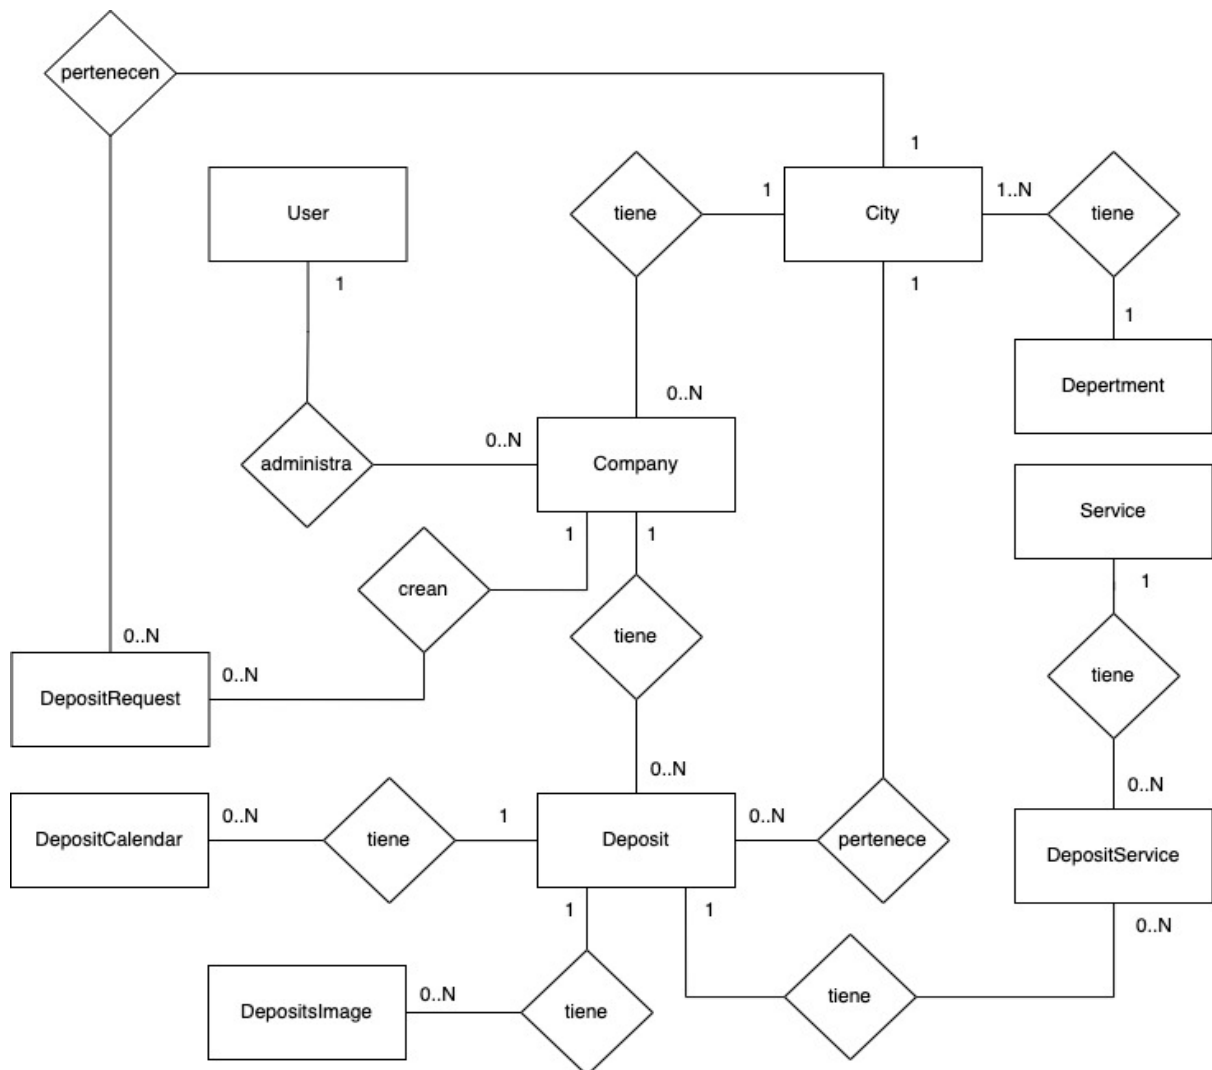 pertenecen
1
User
tiene
1
City
1..N
tiene
1
1
1
Depertment
0..N
0..N
administra
Company
Service
1
1
crean
1
tiene
tiene
0..N
0..N
DepositRequest
0..N
0..N
0..N
1
0..N
DepositCalendar
tiene
Deposit
pertenece
DepositService
1
1
0..N
0..N
tiene
DepositsImage
tiene